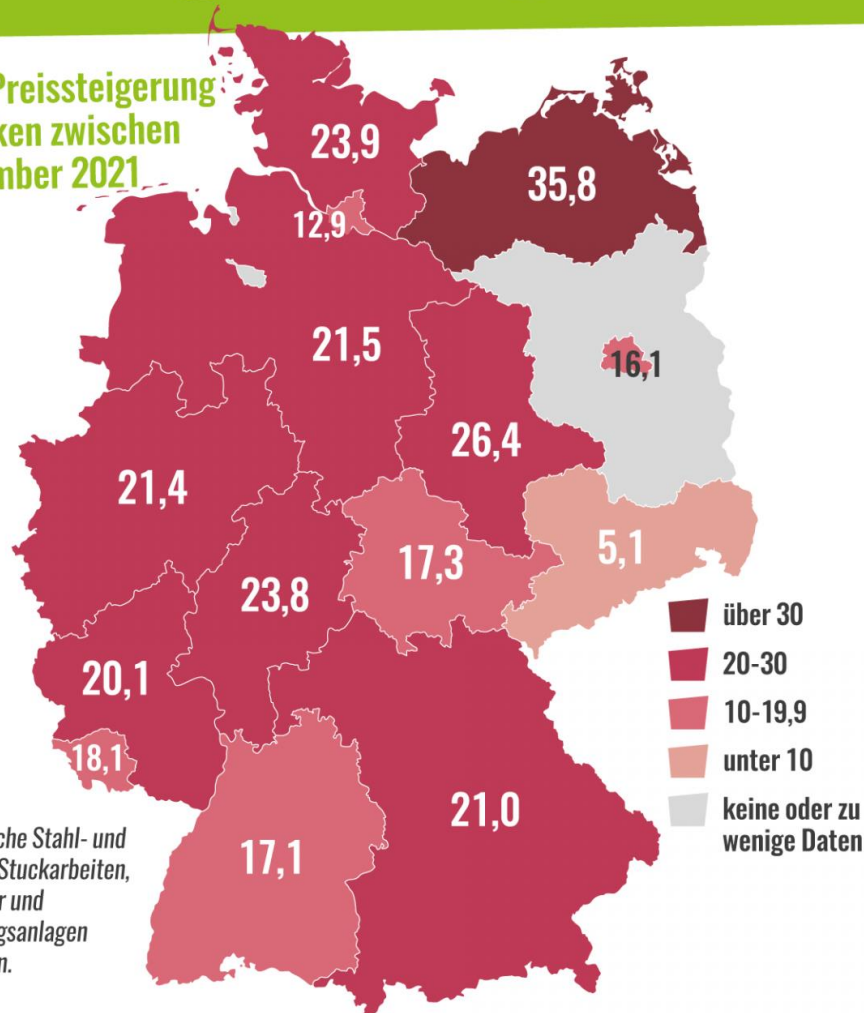 Preissteigerung
ken zwischen
mber 2021
23,9
35,8
12,9
21,5
16,1
26,4
21,4
5,1
17,3
23,8
20,1
18,1
21,0
17,1
über 30
20-30
10-19,9
unter 10
keine oder zu
wenige Daten
che Stahl- und
Stuckarbeiten,
r und
gsanlagen
n.